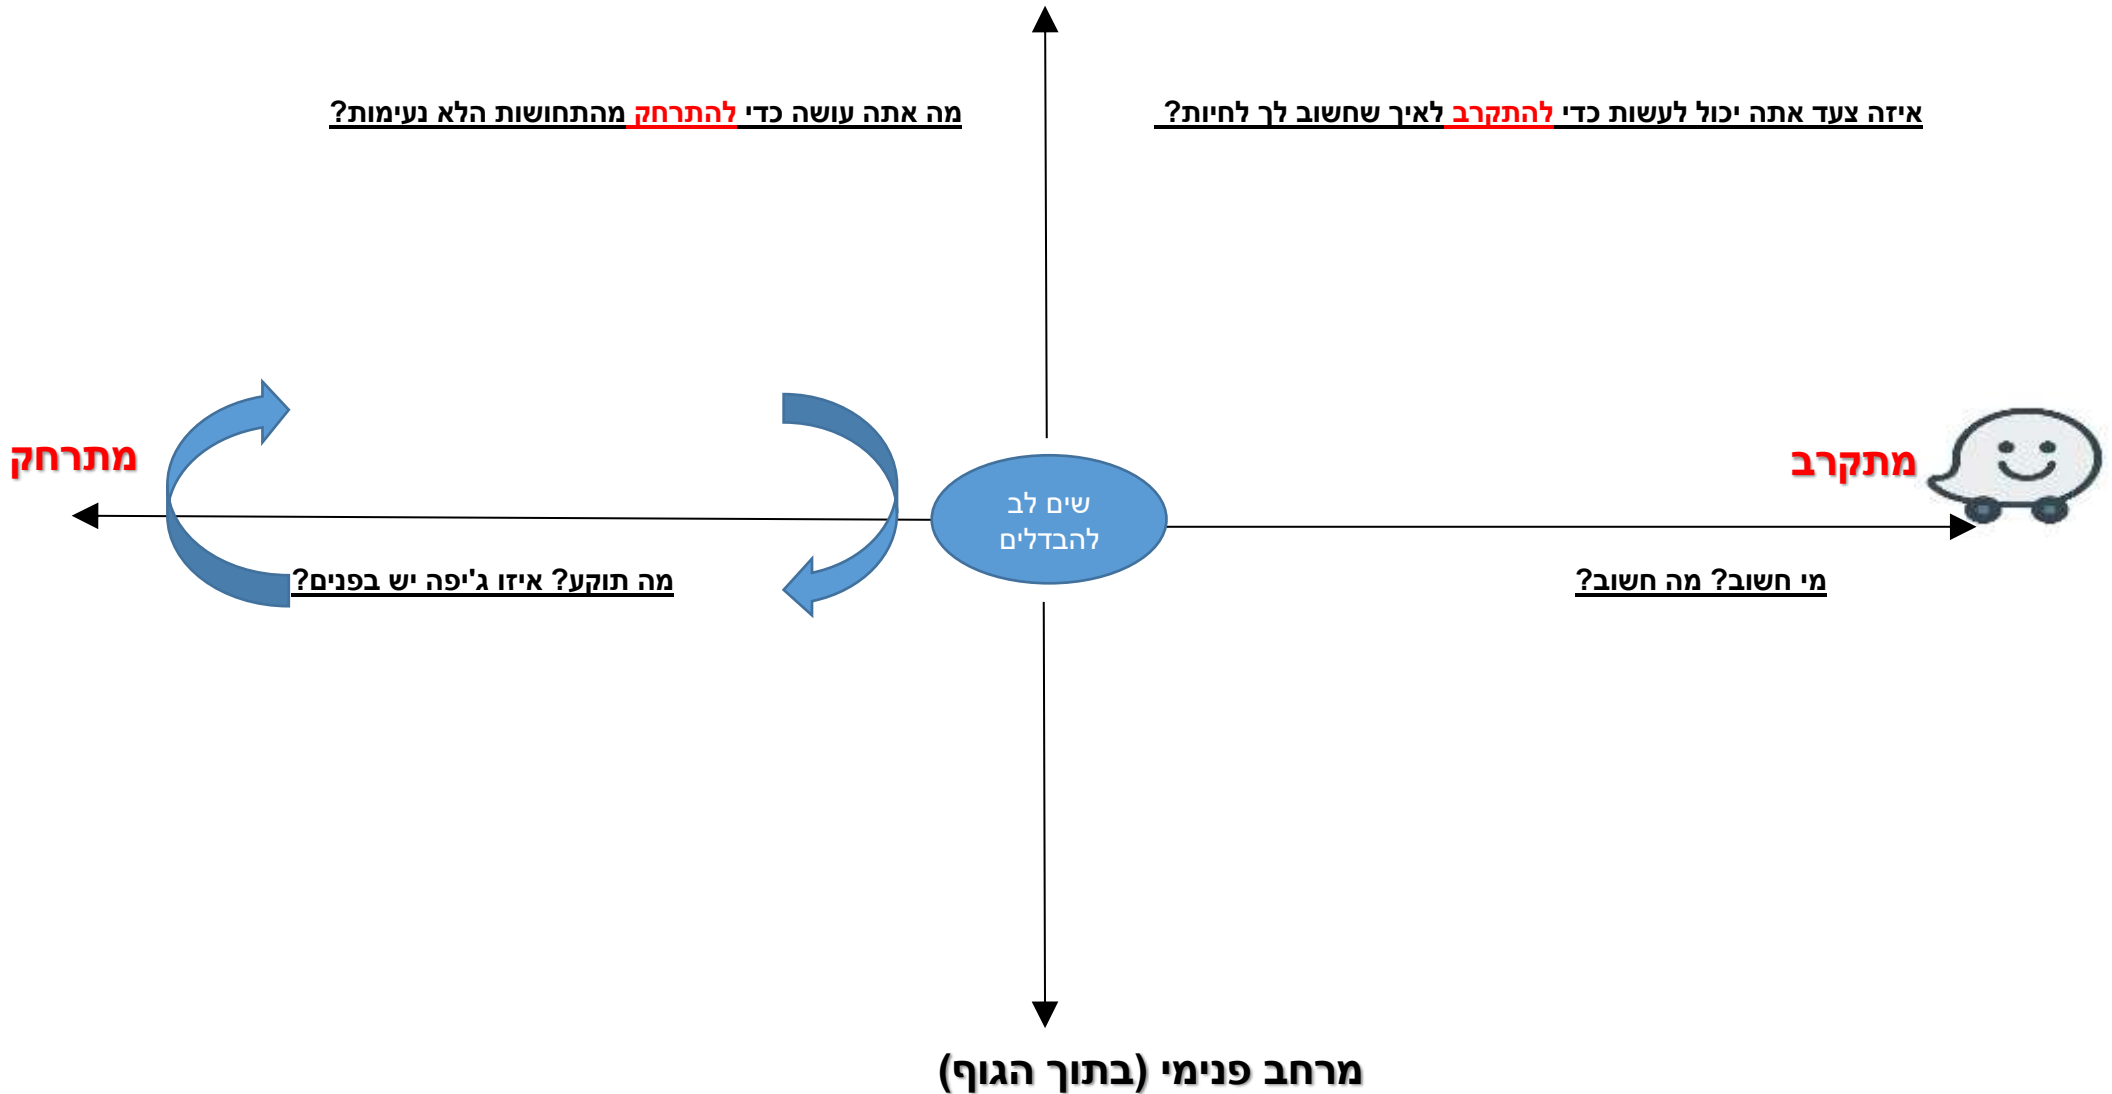 איזה צעד אתה יכול לעשות כדי להתקרב לאיך שחשוב לך לחיות?
מה אתה עושה כדי להתרחק מהתחושות הלא נעימות?
מתקרב
מתרחק
שים לב
להבדלים
מי חשוב? מה חשוב?
מה תוקע? איזו ג'יפה יש בפנים?
מרחב פנימי (בתוך הגוף)